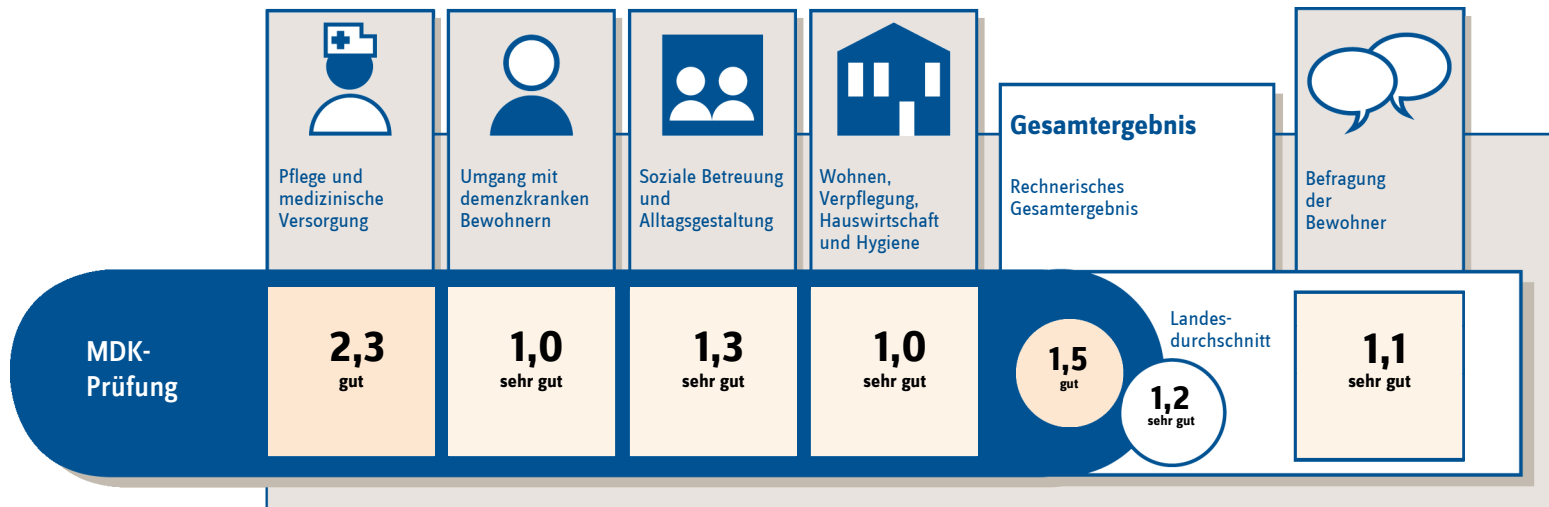 Pflege und
medizinische
Versorgung
Umgang mit
demenzkranken
Bewohnern
Soziale Betreuung
und
Alltagsgestaltung
Wohnen,
Verpflegung,
Hauswirtschaft
und Hygiene
Gesamtergebnis
Rechnerisches
Gesamtergebnis
Befragung
der
Bewohner
MDK-
Prüfung
2,3
gut
1,0
sehr gut
1,3
sehr gut
1,0
sehr gut
1,5
gut
Landes-
durchschnitt
1,2
sehr gut
1,1
sehr gut